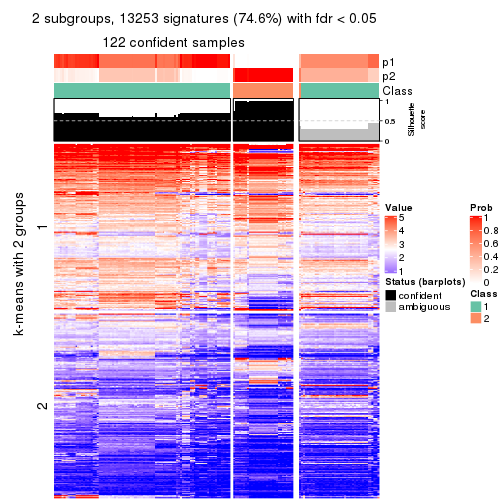 2 subgroups, 13253 signatures (74.6%) with fdr < 0.05
122 confident samples
p1
p2
Class
1
0.5
0
Silhouette
score
k-means with 2 groups
1
2
Value
5
4
3
2
1
Status (barplots)
confident
ambiguous
Prob
1
0.8
0.6
0.4
0.2
0
Class
1
2